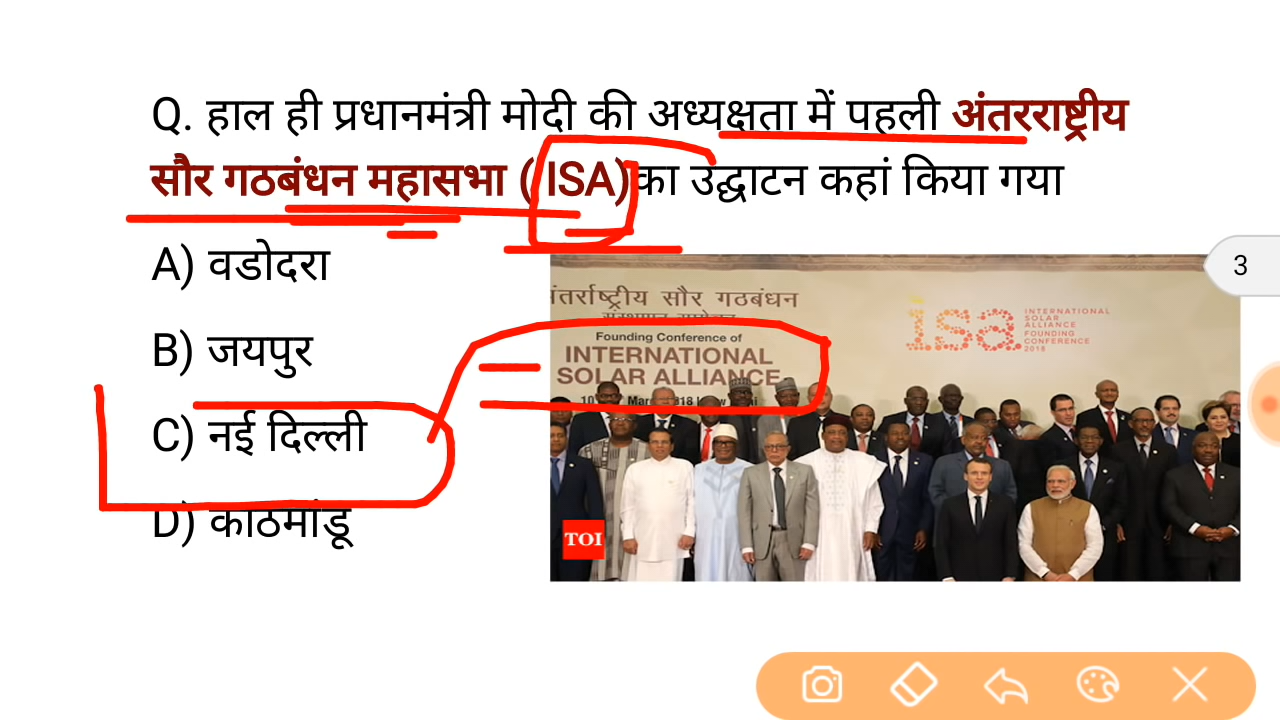 Q. हाल ही प्रधानमंत्री मोदी की अध्यक्षता में पहली अंतरराष्ट्रीय
सौर गठबंधन महासभा ( ISA) का उद्घाटन कहां किया गया
A) वडोदरा
B) जयपुर
C) नई दिल्ली
D) काठमांडू
3
अंतर्राष्ट्रीय सौर गठबंधन
Founding Conference of
INTERNATIONAL
SOLAR ALLIANCE
isa
INTERNATIONAL
SOLAR
ALLIANCE
FOUNDING
CONFERENCE
2018
TOI